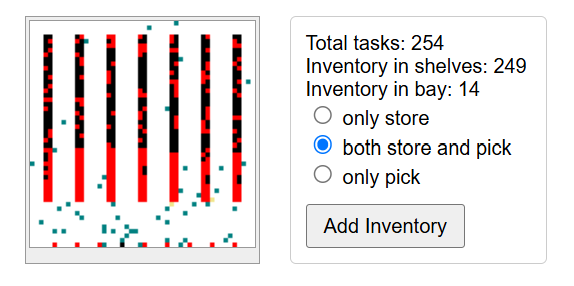 Total tasks: 254
Inventory in shelves: 249
Inventory in bay: 14
only store
both store and pick
only pick
Add Inventory